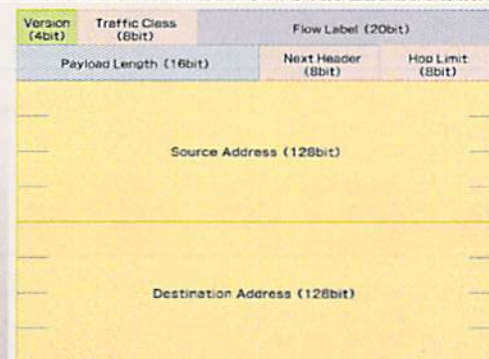 Version Traffic Class Flow Label (20bit)
(4bit) (8bit)
Payload Length (16bit) Next Header Hop Limit
(8bit) (8bit)
Source Address (128bit)
Destination Address (128bit)